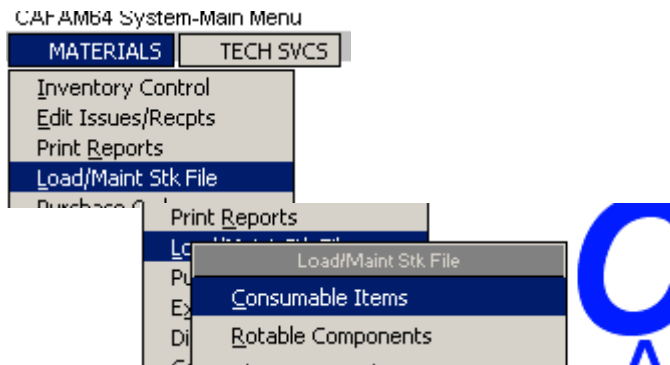 CAFAM64 System-Main Menu
MATERIALS TECH SVCS
Inventory Control
Edit Issues/Recpts
Print Reports
Load/Maint Stk File
Print Reports
Load/Maint Stk File
Consumable Items
Rotable Components